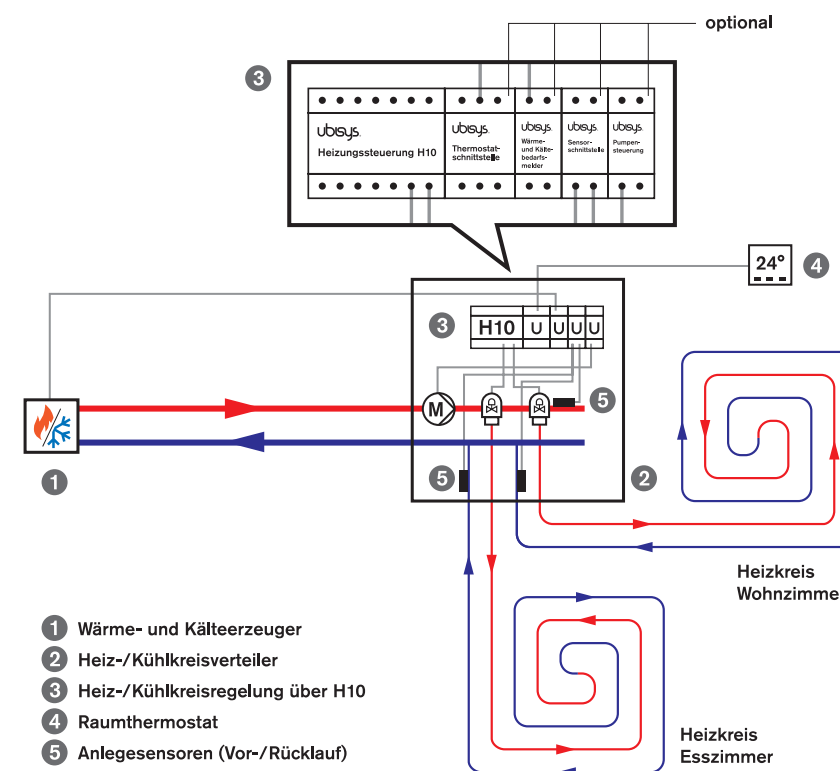 optional
3
ubisys.
Heizungssteuerung H10
ubisys.
Thermostat-
schnittstelle
ubisys.
Wärme-
und Kälte-
bedarfs-
melder
ubisys.
Sensor-
schnittstelle
ubisys.
Pumpen-
steuerung
24°
4
3
H10
U
U
U
U
M
5
1
5
2
Heizkreis
Wohnzimme
1 Wärme- und Kälteerzeuger
2 Heiz-/Kühlkreisverteiler
3 Heiz-/Kühlkreisregelung über H10
4 Raumthermostat
5 Anlegesensoren (Vor-/Rücklauf)
Heizkreis
Esszimmer